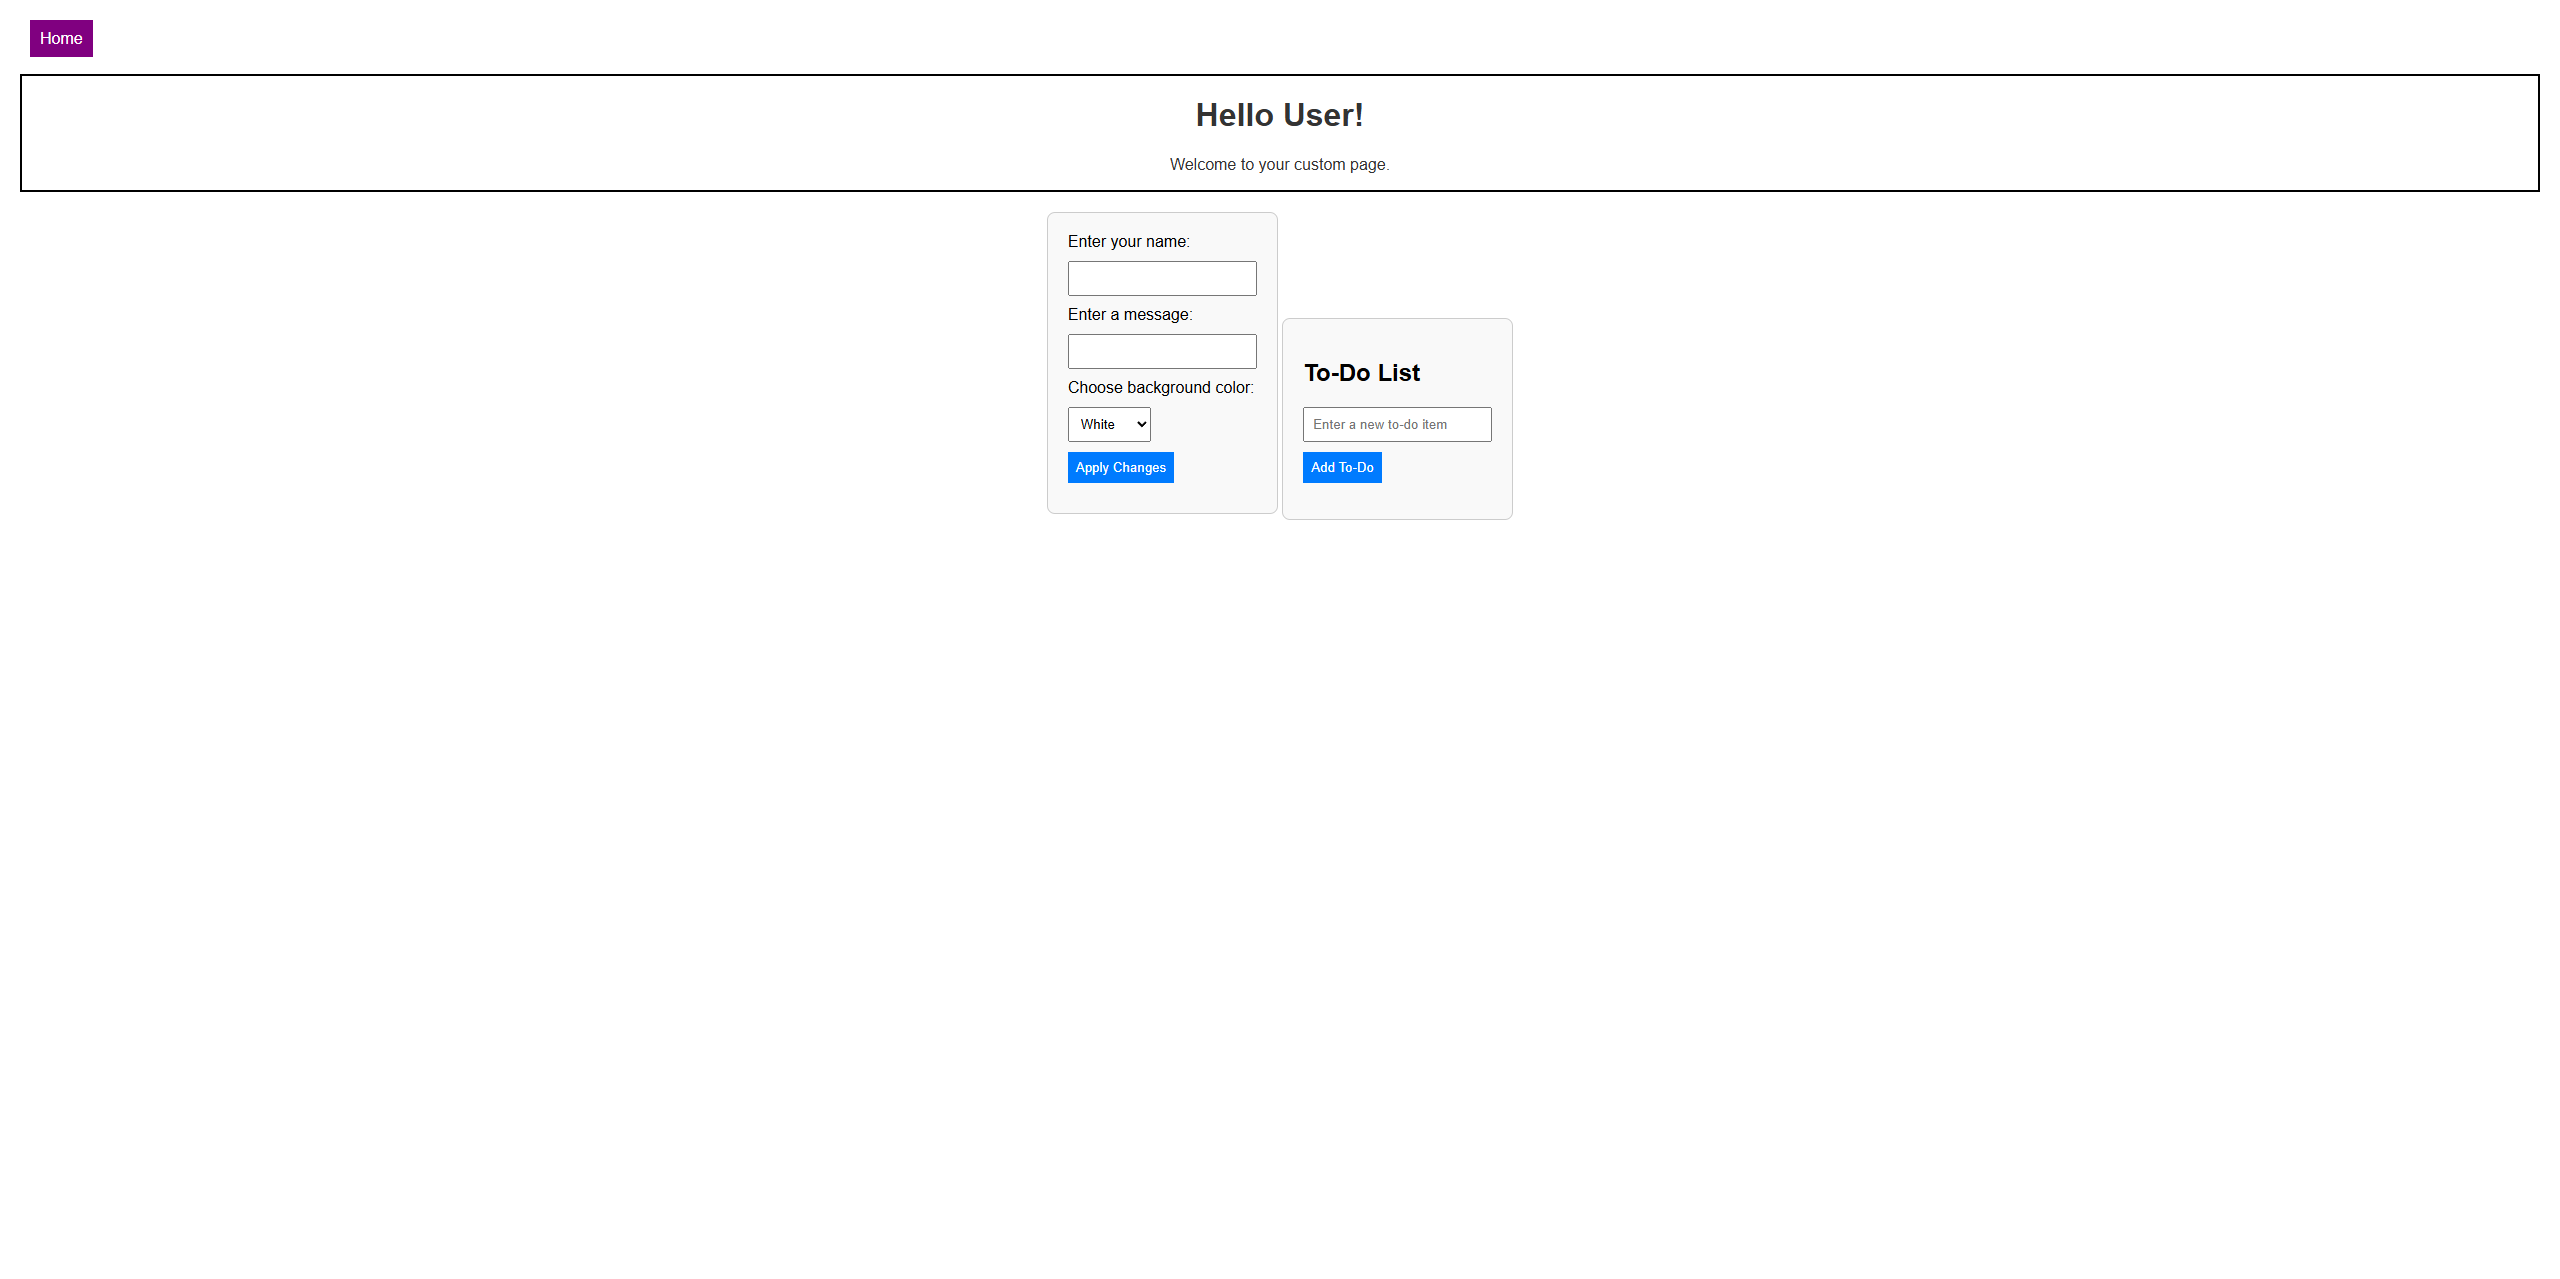 Home
Hello User!
Welcome to your custom page.
Enter your name:
Enter a message:
Choose background color:
White
Apply Changes
To-Do List
Enter a new to-do item
Add To-Do